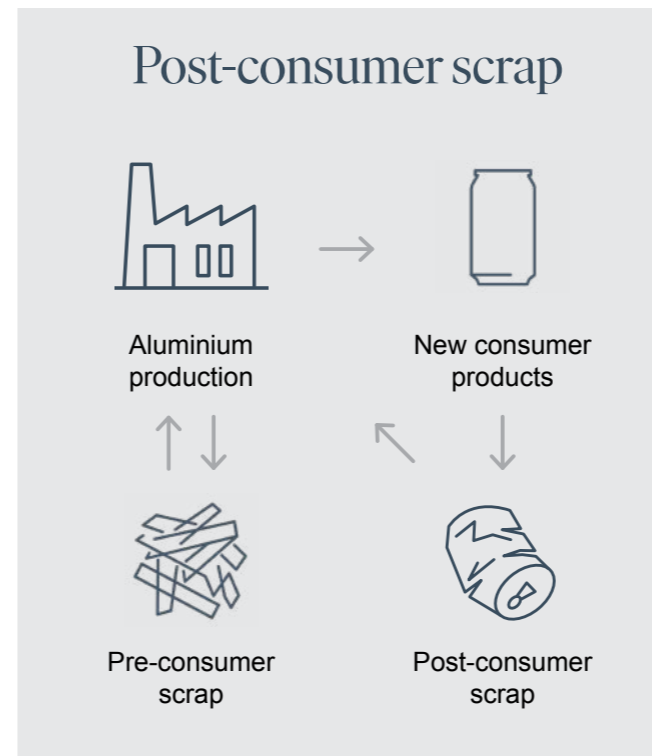 Post-consumer scrap
Aluminium
production
New consumer
products
Pre-consumer
scrap
Post-consumer
scrap